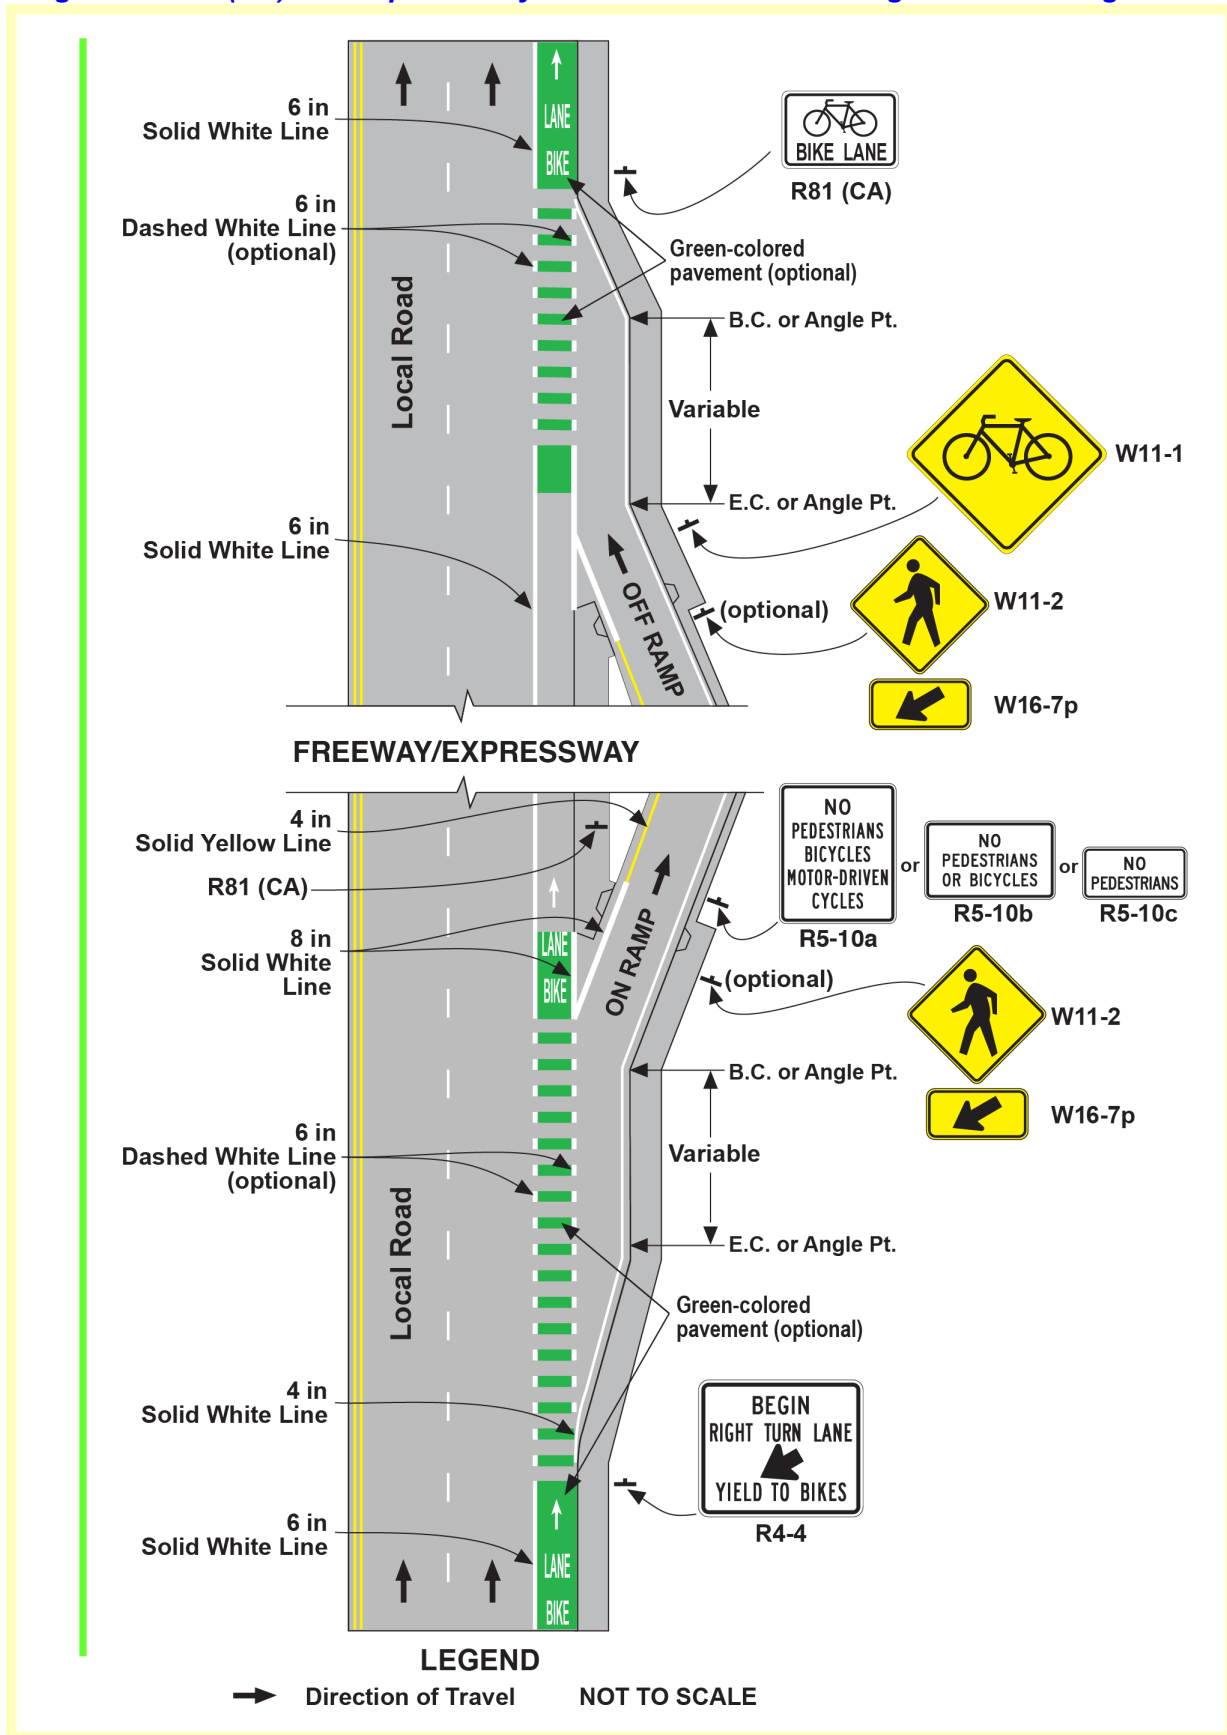 6 in
Solid White Line
LANE
BIKE
BIKE LANE
R81 (CA)
6 in
Dashed White Line
(optional)
Green-colored
pavement (optional)
Local Road
B.C. or Angle Pt.
Variable
W11-1
E.C. or Angle Pt.
6 in
Solid White Line
OFF RAMP
(optional)
W11-2
W16-7p
FREEWAY/EXPRESSWAY
4 in
Solid Yellow Line
R81 (CA)
NO
PEDESTRIANS
BICYCLES
MOTOR-DRIVEN
CYCLES
R5-10a
or
NO
PEDESTRIANS
OR BICYCLES
R5-10b
or
NO
PEDESTRIANS
R5-10c
8 in
Solid White
Line
LANE
BIKE
ON RAMP
(optional)
W11-2
W16-7p
B.C. or Angle Pt.
Variable
E.C. or Angle Pt.
6 in
Dashed White Line
(optional)
Local Road
Green-colored
pavement (optional)
4 in
Solid White Line
BEGIN
RIGHT TURN LANE
YIELD TO BIKES
R4-4
6 in
Solid White Line
LANE
BIKE
LEGEND
Direction of Travel
NOT TO SCALE